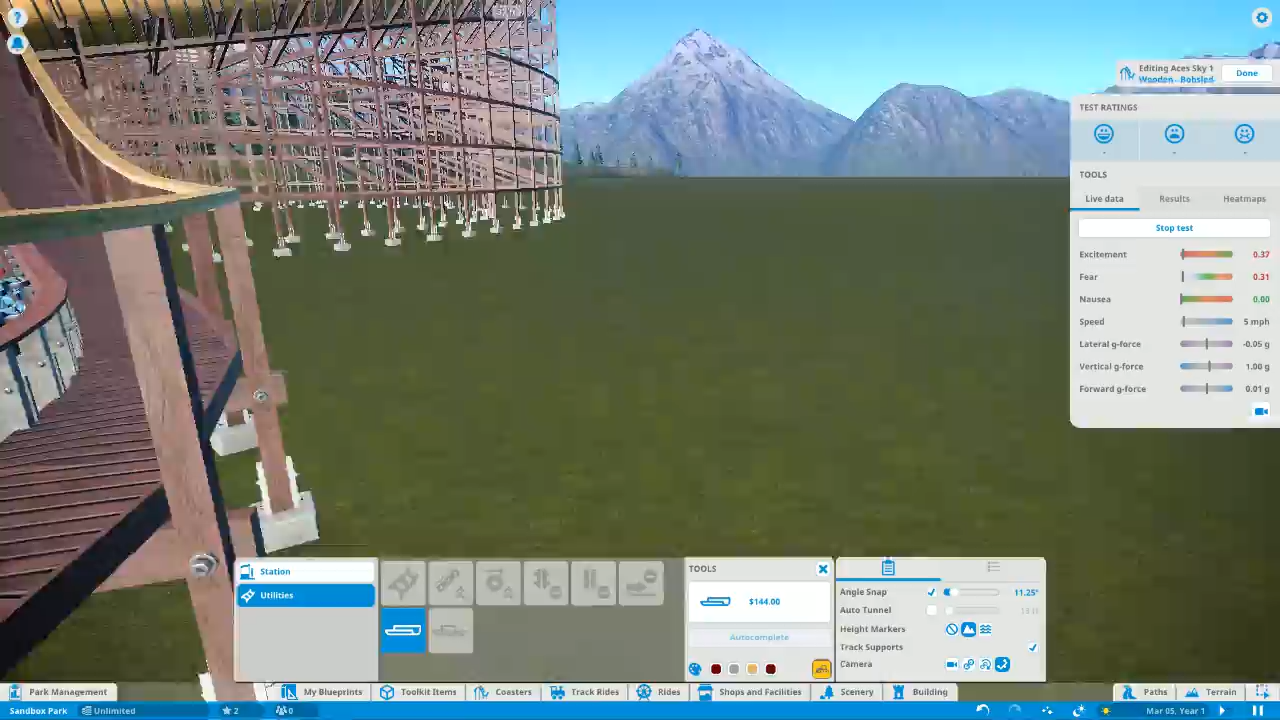 ?
Editing Aces Sky 1
Wooden - Bobsled
Done
TEST RATINGS
- - -
TOOLS
Live data Results Heatmaps
Stop test
Excitement 0.37
Fear 0.31
Nausea 0.00
Speed 5 mph
Lateral g-force -0.05 g
Vertical g-force 1.00 g
Forward g-force 0.01 g
Station
Utilities
TOOLS
$144.00
Autocomplete
Angle Snap 11.25°
Auto Tunnel
Height Markers
Track Supports
Camera
Park Management My Blueprints Toolkit Items Coasters Track Rides Rides Shops and Facilities Scenery Building Paths Terrain
Sandbox Park Unlimited 2 0 Mar 05, Year 1